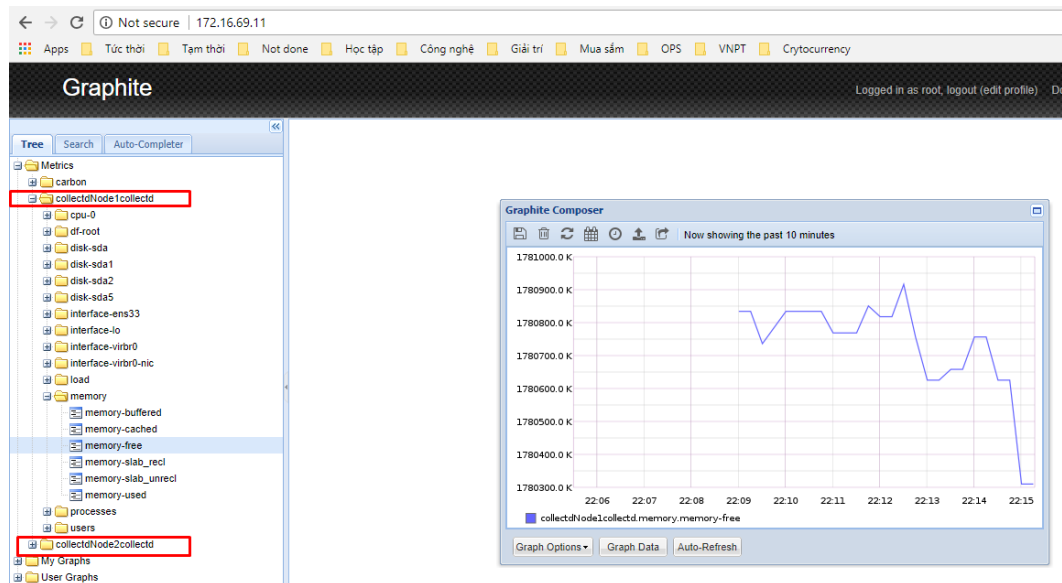 Not secure | 172.16.69.11
Apps Tức thời Tạm thời Not done Học tập Công nghệ Giải trí Mua sắm OPS VNPT Crytocurrency
Graphite
Logged in as root, logout (edit profile)
Tree Search Auto-Completer
Metrics
carbon
collectdNode1collectd
cpu-0
df-root
disk-sda
disk-sda1
disk-sda2
disk-sda5
interface-ens33
interface-lo
interface-virbr0
interface-virbr0-nic
load
memory
memory-buffered
memory-cached
memory-free
memory-slab_recl
memory-slab_unrecl
memory-used
processes
users
collectdNode2collectd
My Graphs
User Graphs
Graphite Composer
Now showing the past 10 minutes
1781000.0 K
1780900.0 K
1780800.0 K
1780700.0 K
1780600.0 K
1780500.0 K
1780400.0 K
1780300.0 K
22:06 22:07 22:08 22:09 22:10 22:11 22:12 22:13 22:14 22:15
collectdNode1collectd.memory.memory-free
Graph Options Graph Data Auto-Refresh